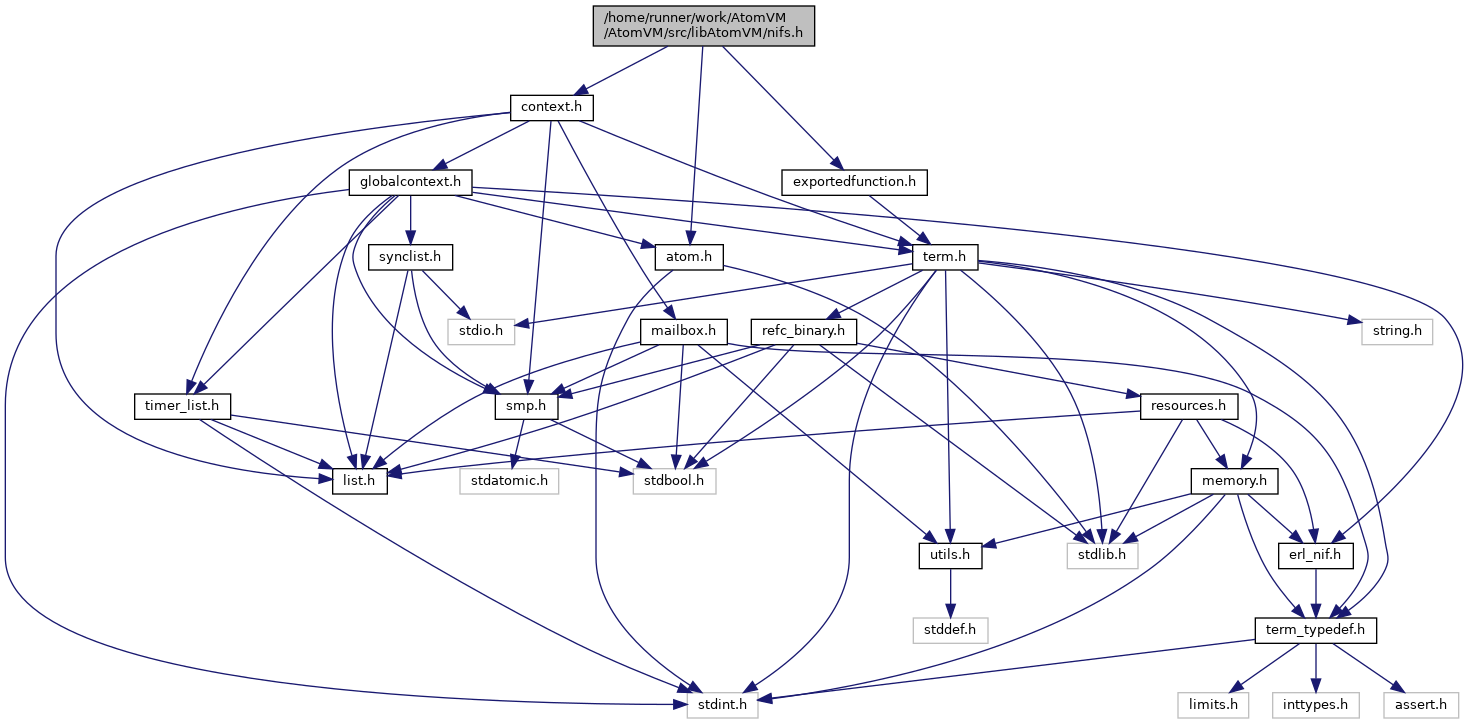 /home/runner/work/AtomVM
/AtomVM/src/libAtomVM/nifs.h
context.h
globalcontext.h
exportedfunction.h
synclist.h
atom.h
term.h
stdio.h
mailbox.h
refc_binary.h
string.h
timer_list.h
smp.h
resources.h
list.h
stdatomic.h
stdbool.h
memory.h
utils.h
stdlib.h
erl_nif.h
stddef.h
term_typedef.h
stdint.h
limits.h
inttypes.h
assert.h